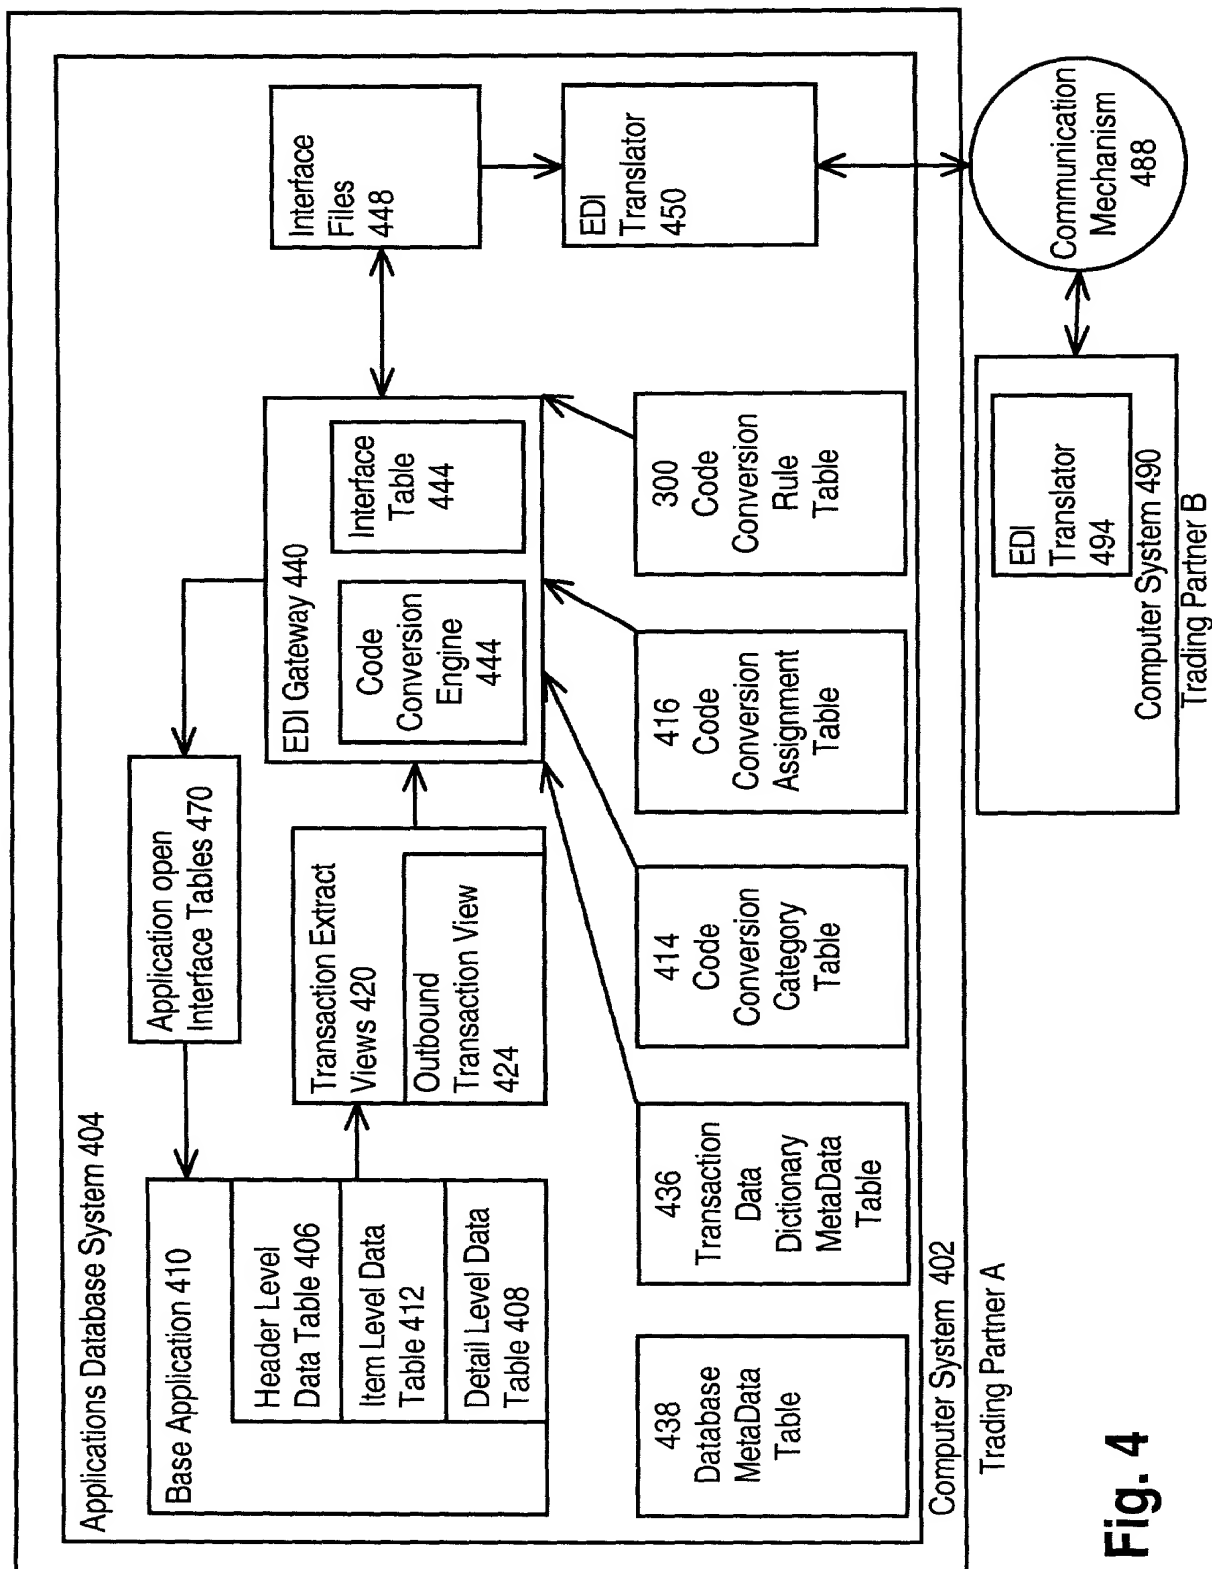 Applications Database System 404
Base Application 410
Header Level
Data Table 406
Item Level Data
Table 412
Detail Level Data
Table 408
Application open
Interface Tables 470
Transaction Extract
Views 420
Outbound
Transaction View
424
EDI Gateway 440
Code
Conversion
Engine
444
Interface
Table
444
Interface
Files
448
EDI
Translator
450
438
Database
MetaData
Table
436
Transaction
Data
Dictionary
MetaData
Table
414
Code
Conversion
Category
Table
416
Code
Conversion
Assignment
Table
300
Code
Conversion
Rule
Table
Computer System 402
Trading Partner A
Communication
Mechanism
488
EDI
Translator
494
Computer System 490
Trading Partner B
Fig. 4